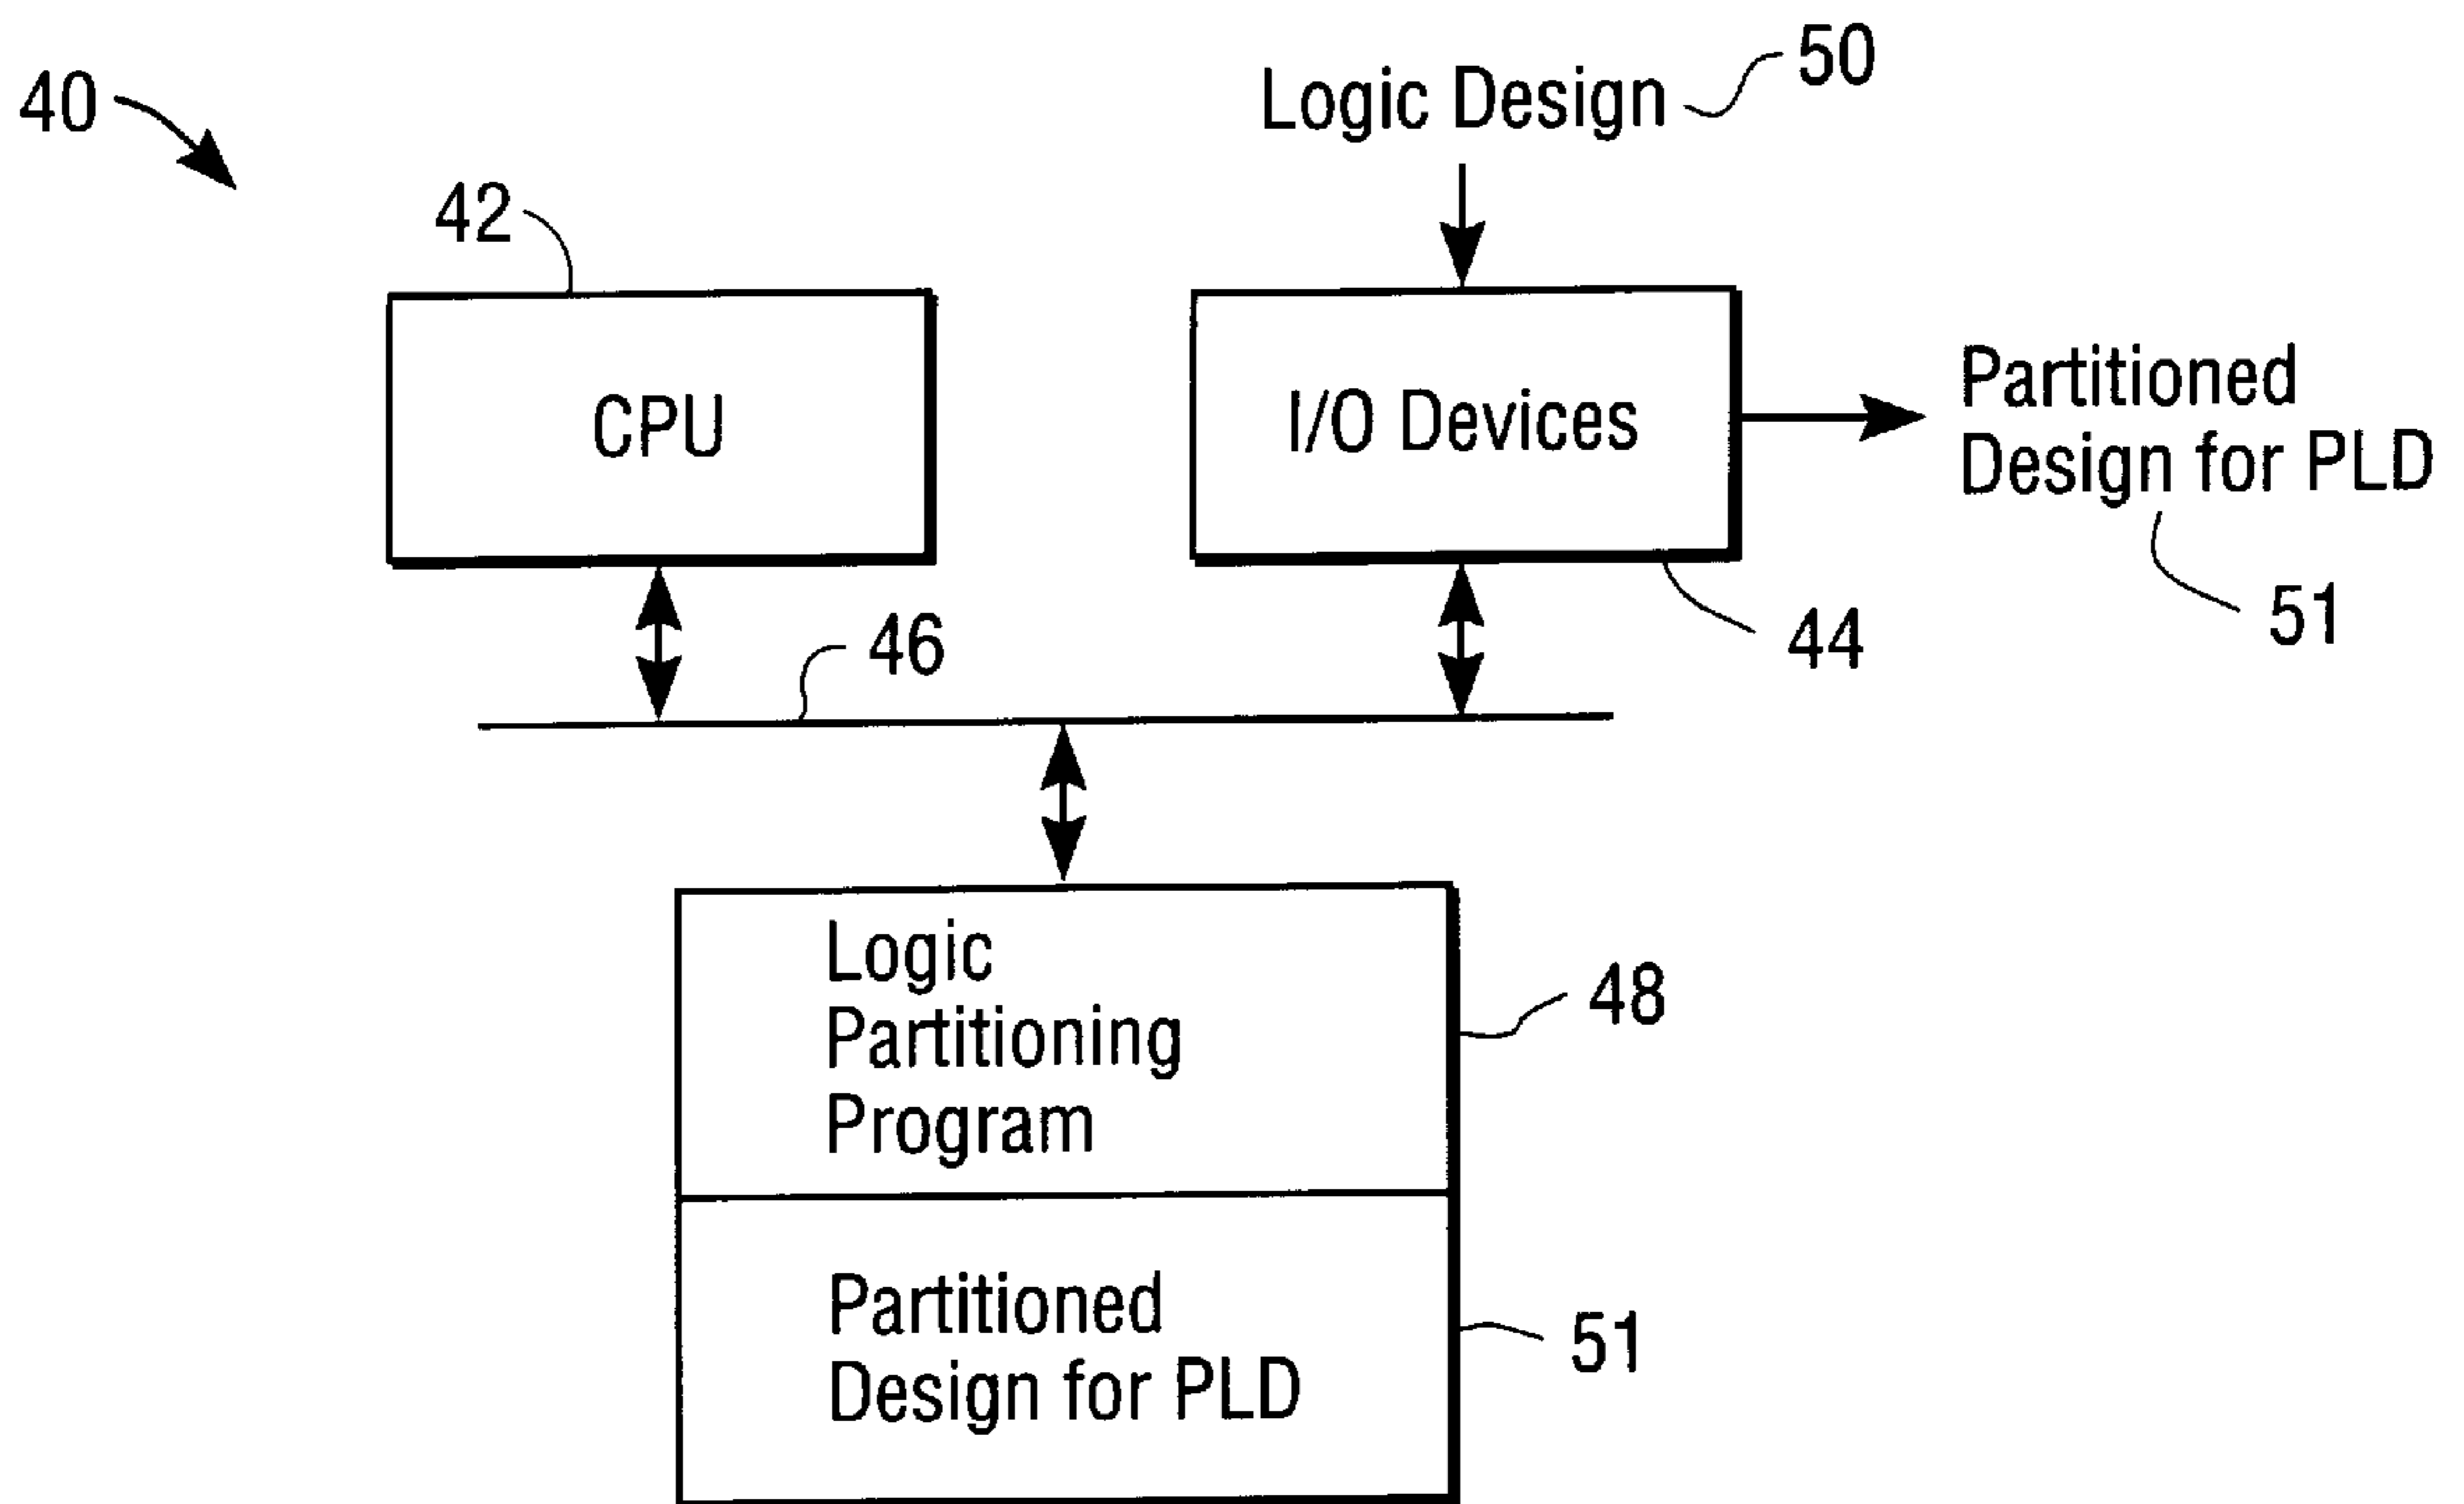 40
Logic Design
50
42
CPU
I/O Devices
Partitioned
Design for PLD
51
44
46
Logic
Partitioning
Program
48
Partitioned
Design for PLD
51